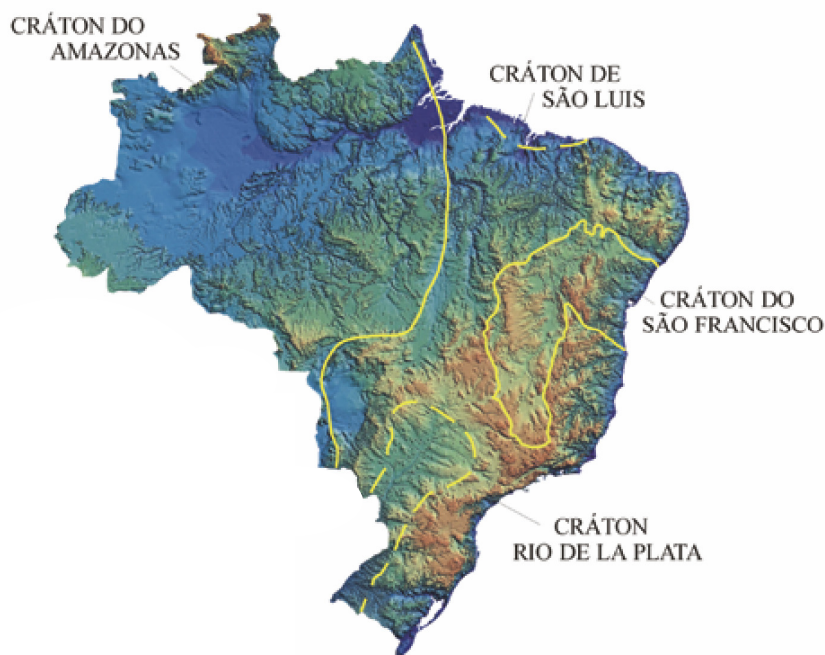 CRÁTON DO
AMAZONAS
CRÁTON DE
SÃO LUIS
CRÁTON DO
SÃO FRANCISCO
CRÁTON
RIO DE LA PLATA